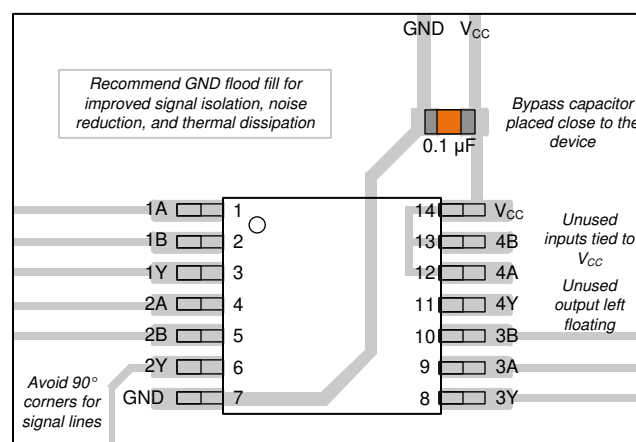 GND V_CC
Recommend GND flood fill for
improved signal isolation, noise
reduction, and thermal dissipation
Bypass capacitor
placed close to the
device
0.1 µF
1A 1 14 V_CC
1B 2 13 4B
1Y 3 12 4A
2A 4 11 4Y
2B 5 10 3B
2Y 6 9 3A
GND 7 8 3Y
Unused
inputs tied to
V_CC
Unused
output left
floating
Avoid 90°
corners for
signal lines